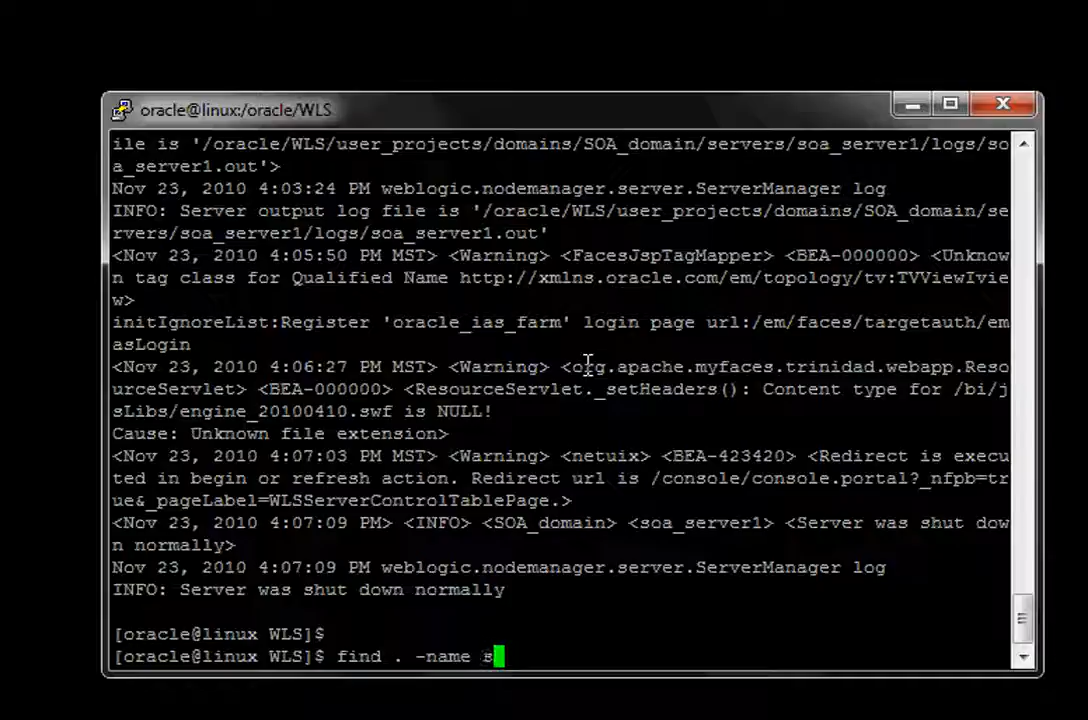 oracle@linux:/oracle/WLS
ile is '/oracle/WLS/user_projects/domains/SOA_domain/servers/soa_server1/logs/so
a_server1.out'>
Nov 23, 2010 4:03:24 PM weblogic.nodemanager.server.ServerManager log
INFO: Server output log file is '/oracle/WLS/user_projects/domains/SOA_domain/se
rvers/soa_server1/logs/soa_server1.out'
<Nov 23, 2010 4:05:50 PM MST> <Warning> <FacesJspTagMapper> <BEA-000000> <Unknow
n tag class for Qualified Name http://xmlns.oracle.com/em/topology/tv:TVViewIvie
w>
initIgnoreList:Register 'oracle_ias_farm' login page url:/em/faces/targetauth/em
asLogin
<Nov 23, 2010 4:06:27 PM MST> <Warning> <org.apache.myfaces.trinidad.webapp.Reso
urceServlet> <BEA-000000> <ResourceServlet._setHeaders(): Content type for /bi/j
sLibs/engine_20100410.swf is NULL!
Cause: Unknown file extension>
<Nov 23, 2010 4:07:03 PM MST> <Warning> <netuix> <BEA-423420> <Redirect is execu
ted in begin or refresh action. Redirect url is /console/console.portal?_nfpb=tr
ue&_pageLabel=WLSServerControlTablePage.>
<Nov 23, 2010 4:07:09 PM> <INFO> <SOA_domain> <soa_server1> <Server was shut dow
n normally>
Nov 23, 2010 4:07:09 PM weblogic.nodemanager.server.ServerManager log
INFO: Server was shut down normally
[oracle@linux WLS]$
[oracle@linux WLS]$ find . -name s